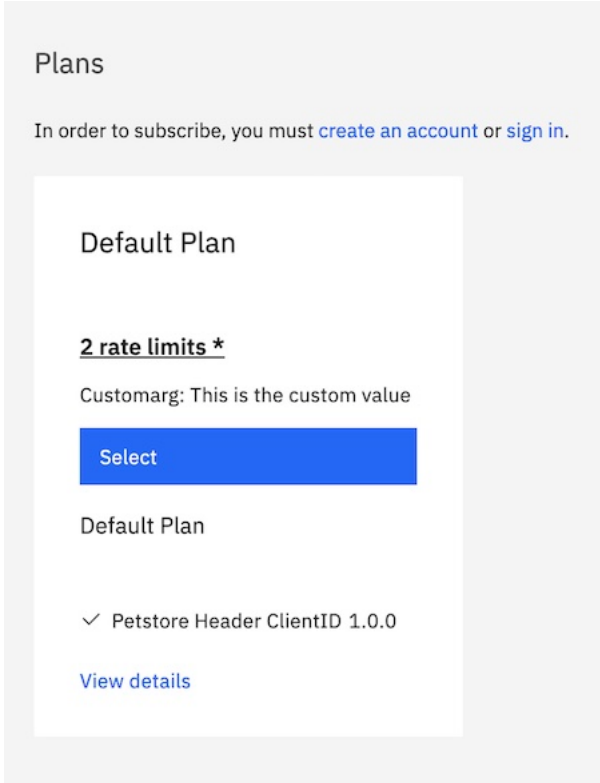 Plans
In order to subscribe, you must create an account or sign in.
Default Plan
2 rate limits *
Customarg: This is the custom value
Select
Default Plan
Petstore Header ClientID 1.0.0
View details